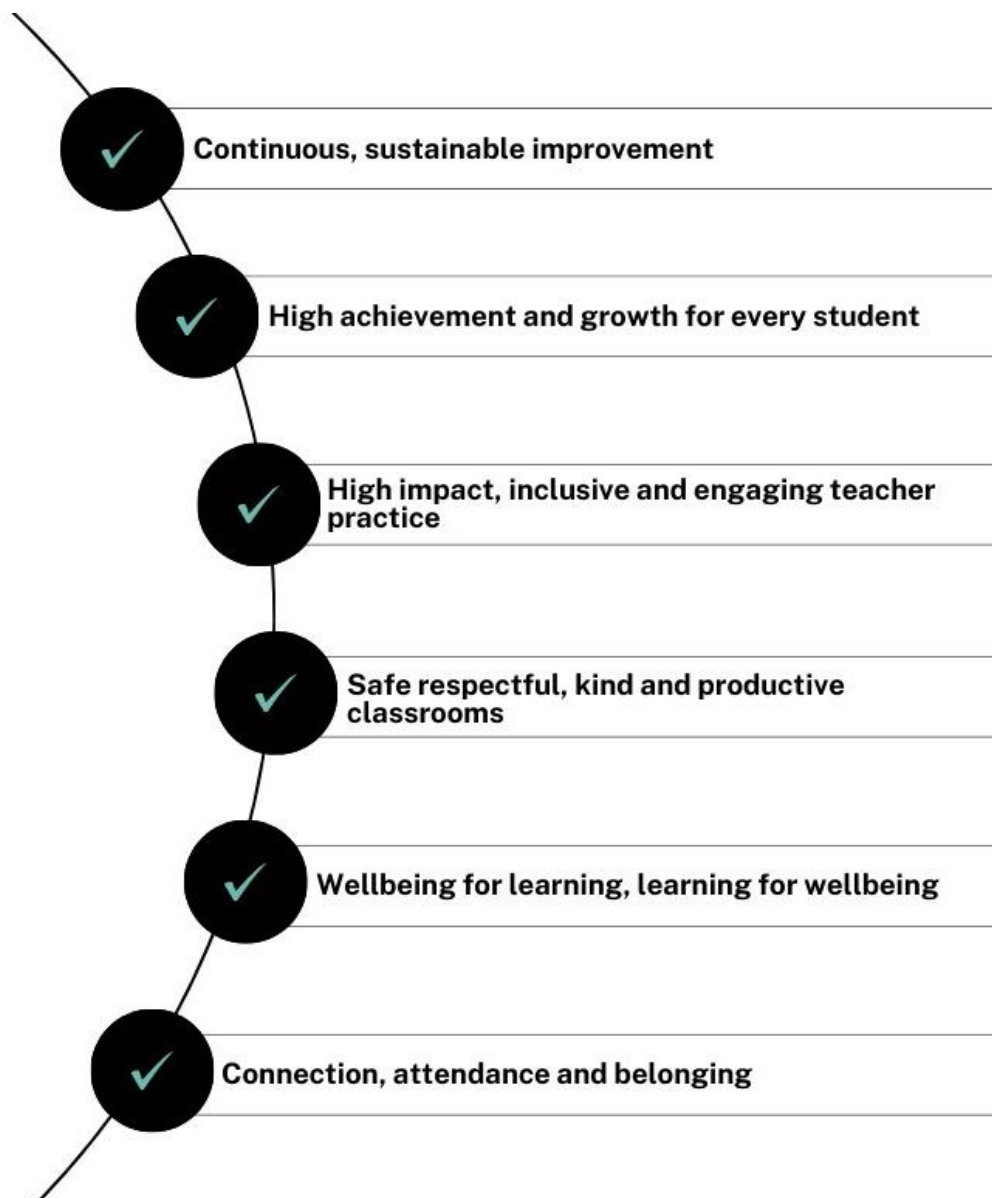 Continuous, sustainable improvement
High achievement and growth for every student
High impact, inclusive and engaging teacher
practice
Safe respectful, kind and productive
classrooms
Wellbeing for learning, learning for wellbeing
Connection, attendance and belonging